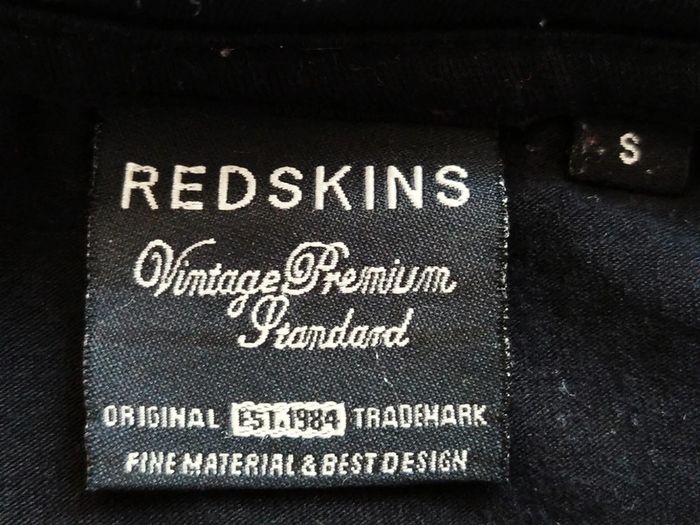 REDSKINS
S
Vintage Premium
Standard
ORIGINAL EST.1984 TRADEMARK
FINE MATERIAL & BEST DESIGN